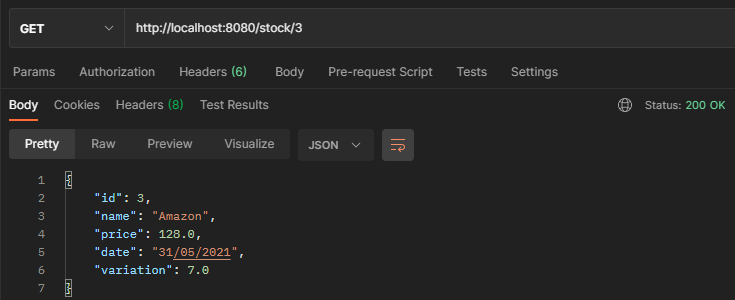 GET http://localhost:8080/stock/3
Params Authorization Headers (6) Body Pre-request Script Tests Settings
Body Cookies Headers (8) Test Results Status: 200 OK
Pretty Raw Preview Visualize JSON
1 {
2 "id": 3,
3 "name": "Amazon",
4 "price": 128.0,
5 "date": "31/05/2021",
6 "variation": 7.0
7 }